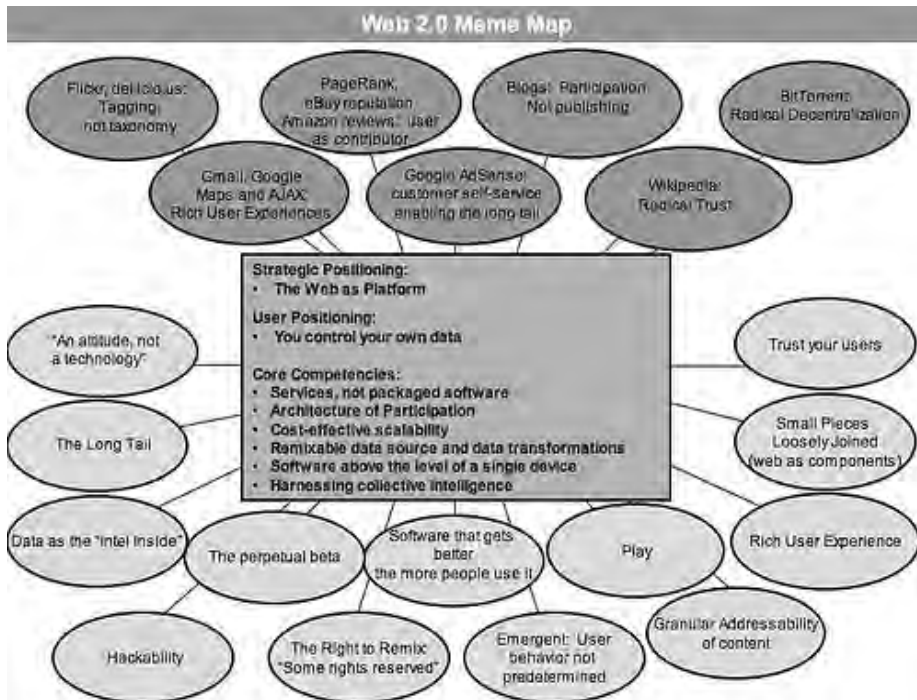 Web 2.0 Meme Map
Flickr, del.icio.us:
Tagging,
not taxonomy
PageRank,
eBay reputation
Amazon reviews: user
as contributor
Blogs: Participation
Not publishing
BitTorrent:
Radical Decentralization
Gmail, Google
Maps and AJAX:
Rich User Experiences
Google AdSense:
customer self-service
enabling the long tail
Wikipedia:
Radical Trust
Strategic Positioning:
• The Web as Platform
User Positioning:
• You control your own data
Core Competencies:
• Services, not packaged software
• Architecture of Participation
• Cost-effective scalability
• Remixable data source and data transformations
• Software above the level of a single device
• Harnessing collective intelligence
"An attitude, not
a technology"
Trust your users
The Long Tail
Small Pieces
Loosely Joined
(web as components)
Data as the "Intel Inside"
The perpetual beta
Software that gets
better
the more people use it
Play
Rich User Experience
Hackability
The Right to Remix
"Some rights reserved"
Emergent: User
behavior not
predetermined
Granular Addressability
of content